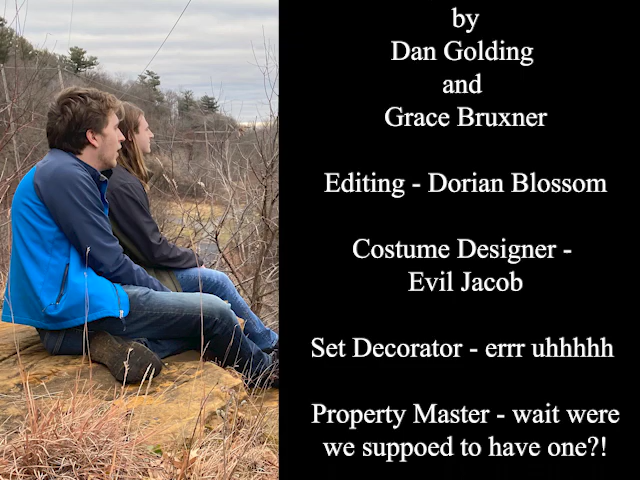 by
Dan Golding
and
Grace Bruxner
Editing - Dorian Blossom
Costume Designer -
Evil Jacob
Set Decorator - errr uhhhhh
Property Master - wait were
we suppoed to have one?!